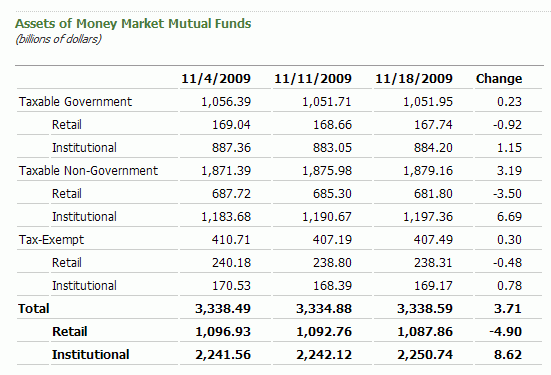 Assets of Money Market Mutual Funds
(billions of dollars)
11/4/2009 11/11/2009 11/18/2009 Change
Taxable Government 1,056.39 1,051.71 1,051.95 0.23
Retail 169.04 168.66 167.74 -0.92
Institutional 887.36 883.05 884.20 1.15
Taxable Non-Government 1,871.39 1,875.98 1,879.16 3.19
Retail 687.72 685.30 681.80 -3.50
Institutional 1,183.68 1,190.67 1,197.36 6.69
Tax-Exempt 410.71 407.19 407.49 0.30
Retail 240.18 238.80 238.31 -0.48
Institutional 170.53 168.39 169.17 0.78
Total 3,338.49 3,334.88 3,338.59 3.71
Retail 1,096.93 1,092.76 1,087.86 -4.90
Institutional 2,241.56 2,242.12 2,250.74 8.62